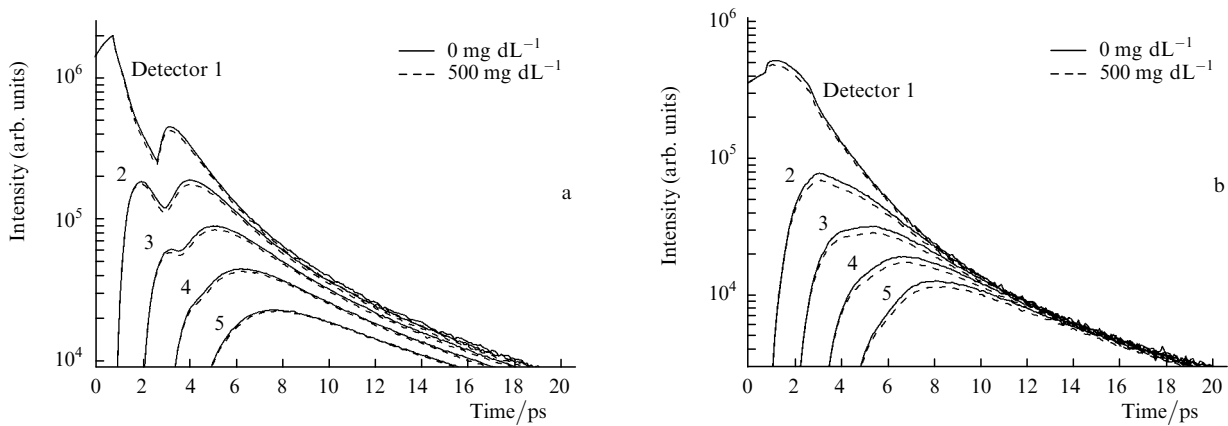 Intensity (arb. units)
10⁶
10⁵
10⁴
0 mg dL⁻¹
500 mg dL⁻¹
Detector 1
2
3
4
5
a
0 2 4 6 8 10 12 14 16 18 20
Time/ps
Intensity (arb. units)
10⁶
10⁵
10⁴
0 mg dL⁻¹
500 mg dL⁻¹
Detector 1
2
3
4
5
b
0 2 4 6 8 10 12 14 16 18 20
Time/ps